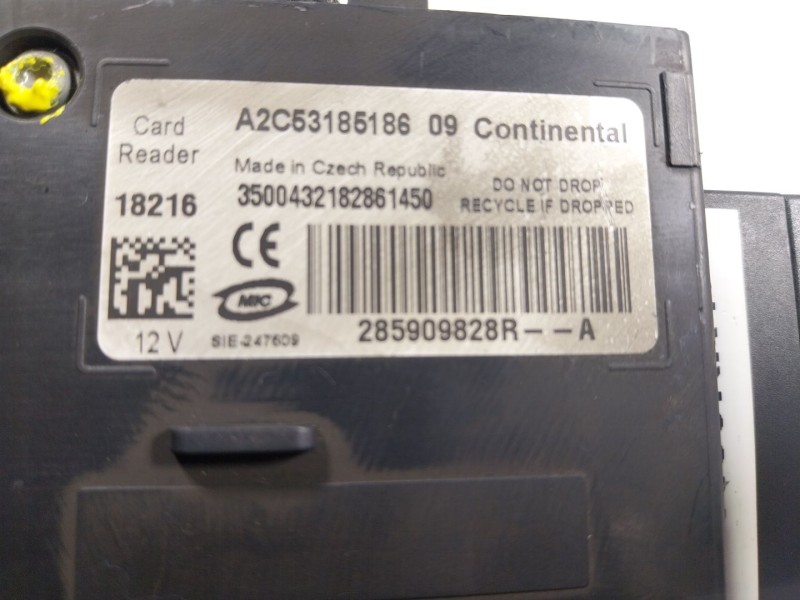 Card Reader
A2C53185186 09 Continental
Made in Czech Republic
18216
3500432182861450
DO NOT DROP
RECYCLE IF DROPPED
CE
MIC
12 V
SIE-247609
285909828R--A